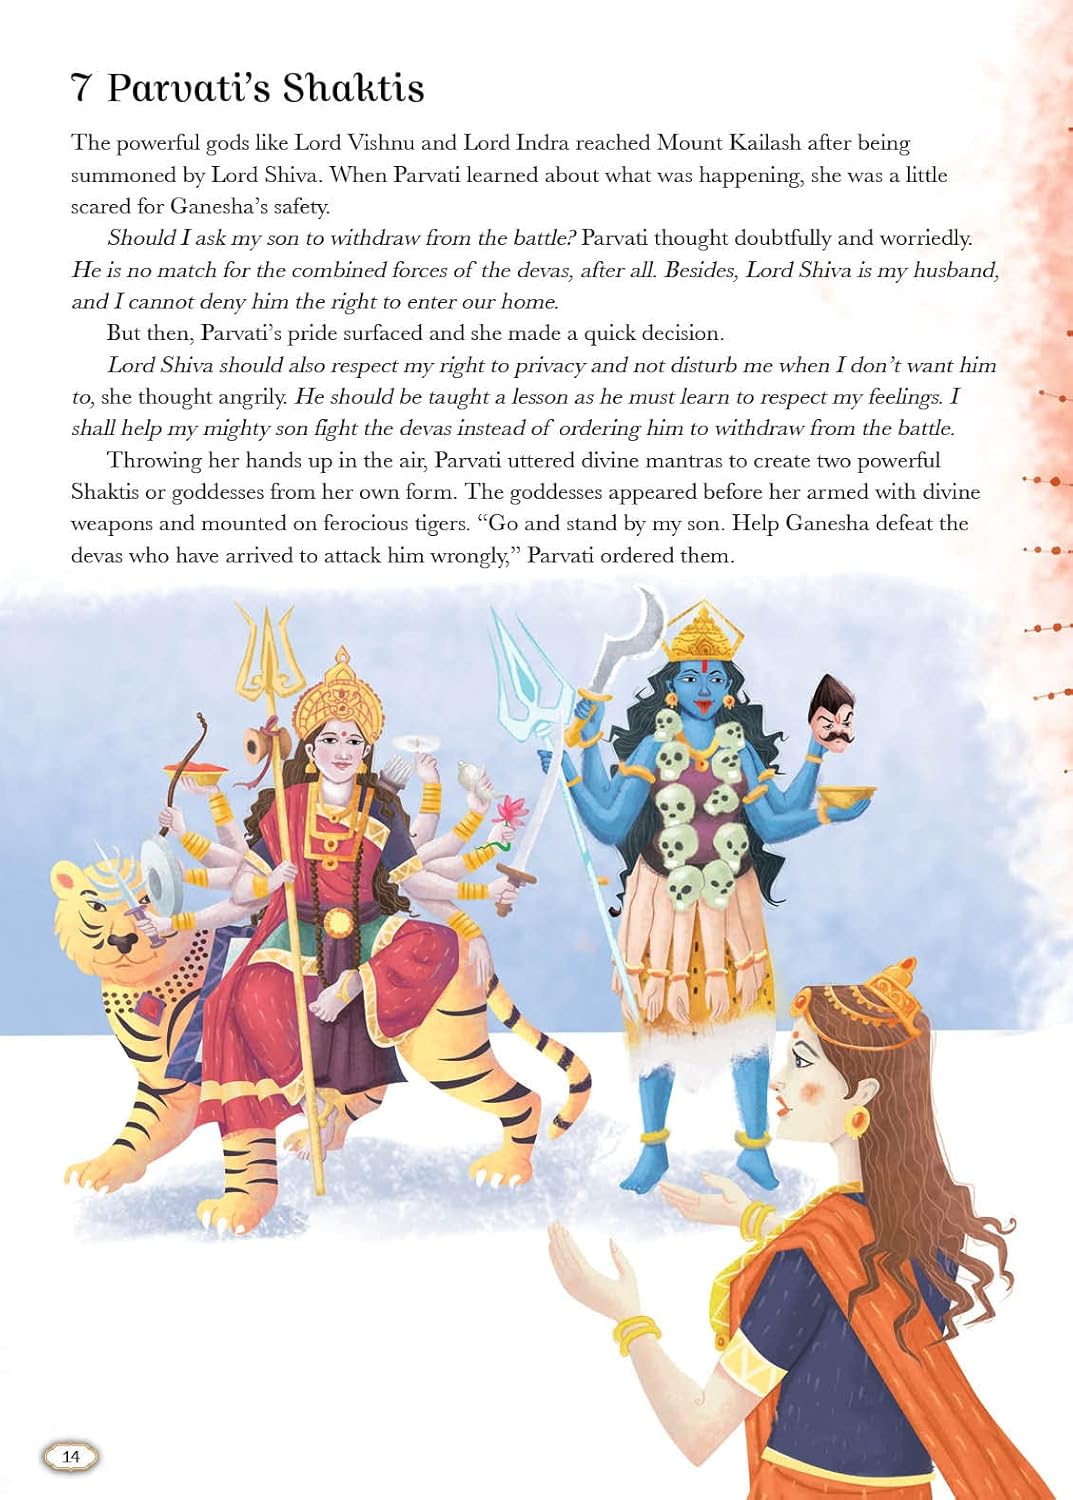 7 Parvati’s Shaktis
The powerful gods like Lord Vishnu and Lord Indra reached Mount Kailash after being
summoned by Lord Shiva. When Parvati learned about what was happening, she was a little
scared for Ganesha’s safety.
Should I ask my son to withdraw from the battle? Parvati thought doubtfully and worriedly.
He is no match for the combined forces of the devas, after all. Besides, Lord Shiva is my husband,
and I cannot deny him the right to enter our home.
But then, Parvati’s pride surfaced and she made a quick decision.
Lord Shiva should also respect my right to privacy and not disturb me when I don’t want him
to, she thought angrily. He should be taught a lesson as he must learn to respect my feelings. I
shall help my mighty son fight the devas instead of ordering him to withdraw from the battle.
Throwing her hands up in the air, Parvati uttered divine mantras to create two powerful
Shaktis or goddesses from her own form. The goddesses appeared before her armed with divine
weapons and mounted on ferocious tigers. “Go and stand by my son. Help Ganesha defeat the
devas who have arrived to attack him wrongly,” Parvati ordered them.
14